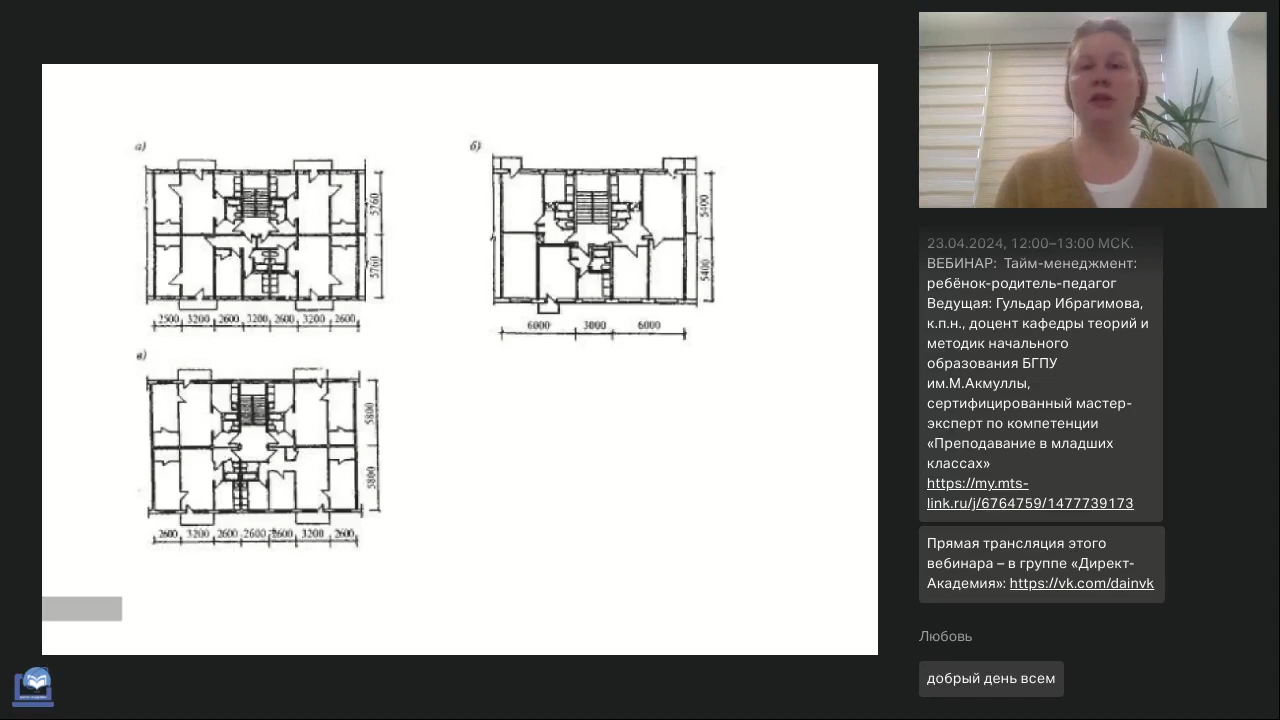 а)
б)
5760
5760
2500 3200 2600 3200 2600 3200 2600
5400
5400
6000 3000 6000
в)
5800
5800
2600 3200 2600 2600 2600 3200 2600
23.04.2024, 12:00–13:00 МСК.
ВЕБИНАР: Тайм-менеджмент:
ребёнок-родитель-педагог
Ведущая: Гульдар Ибрагимова,
к.п.н., доцент кафедры теорий и
методик начального
образования БГПУ
им.М.Акмуллы,
сертифицированный мастер-
эксперт по компетенции
«Преподавание в младших
классах»
https://my.mts-
link.ru/j/6764759/1477739173
Прямая трансляция этого
вебинара – в группе «Директ-
Академия»: https://vk.com/dainvk
Любовь
добрый день всем